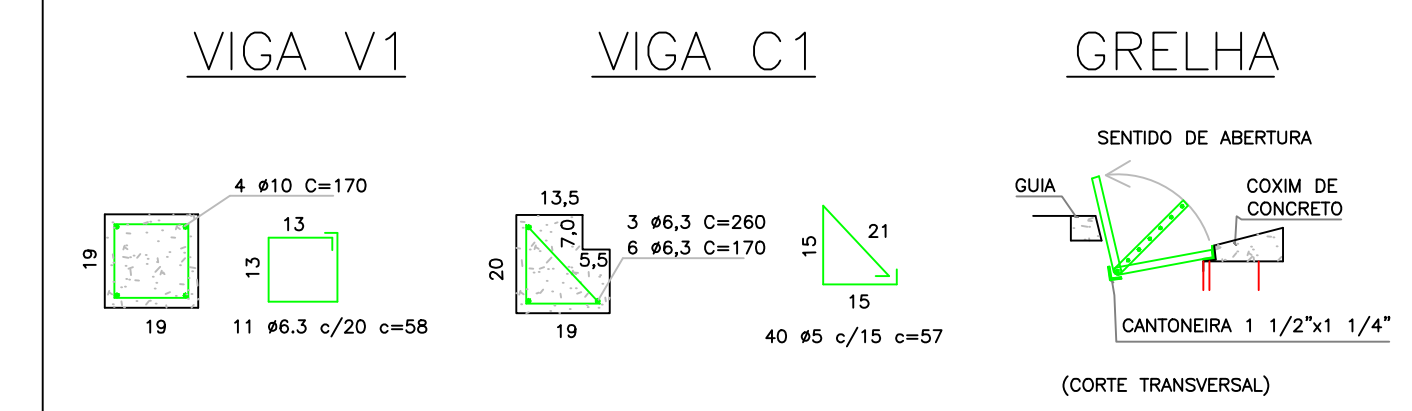 VIGA V1
4 ø10 C=170
19
19
13
13
11 ø6.3 c/20 c=58
VIGA C1
13,5
7,0
5,5
20
19
3 ø6,3 C=260
6 ø6,3 C=170
15
21
15
40 ø5 c/15 c=57
GRELHA
SENTIDO DE ABERTURA
GUIA
COXIM DE
CONCRETO
CANTONEIRA 1 1/2"x1 1/4"
(CORTE TRANSVERSAL)